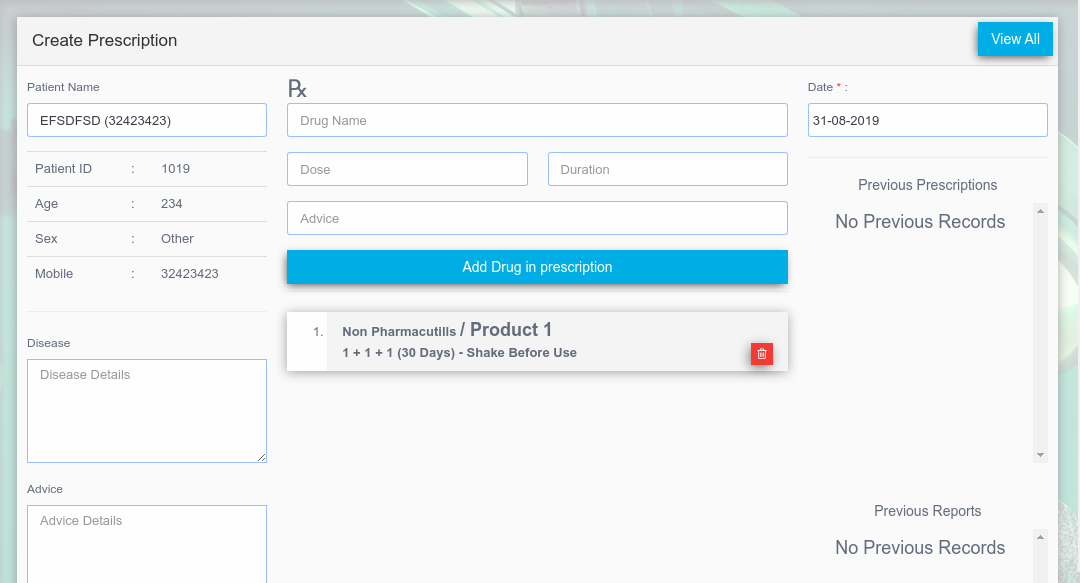 Create Prescription
View All
Patient Name
EFSDFSD (32423423)
Patient ID : 1019
Age : 234
Sex : Other
Mobile : 32423423
Disease
Disease Details
Advice
Advice Details
℞
Drug Name
Dose
Duration
Advice
Add Drug in prescription
1. Non Pharmacutills / Product 1
1 + 1 + 1 (30 Days) - Shake Before Use
Date * :
31-08-2019
Previous Prescriptions
No Previous Records
Previous Reports
No Previous Records